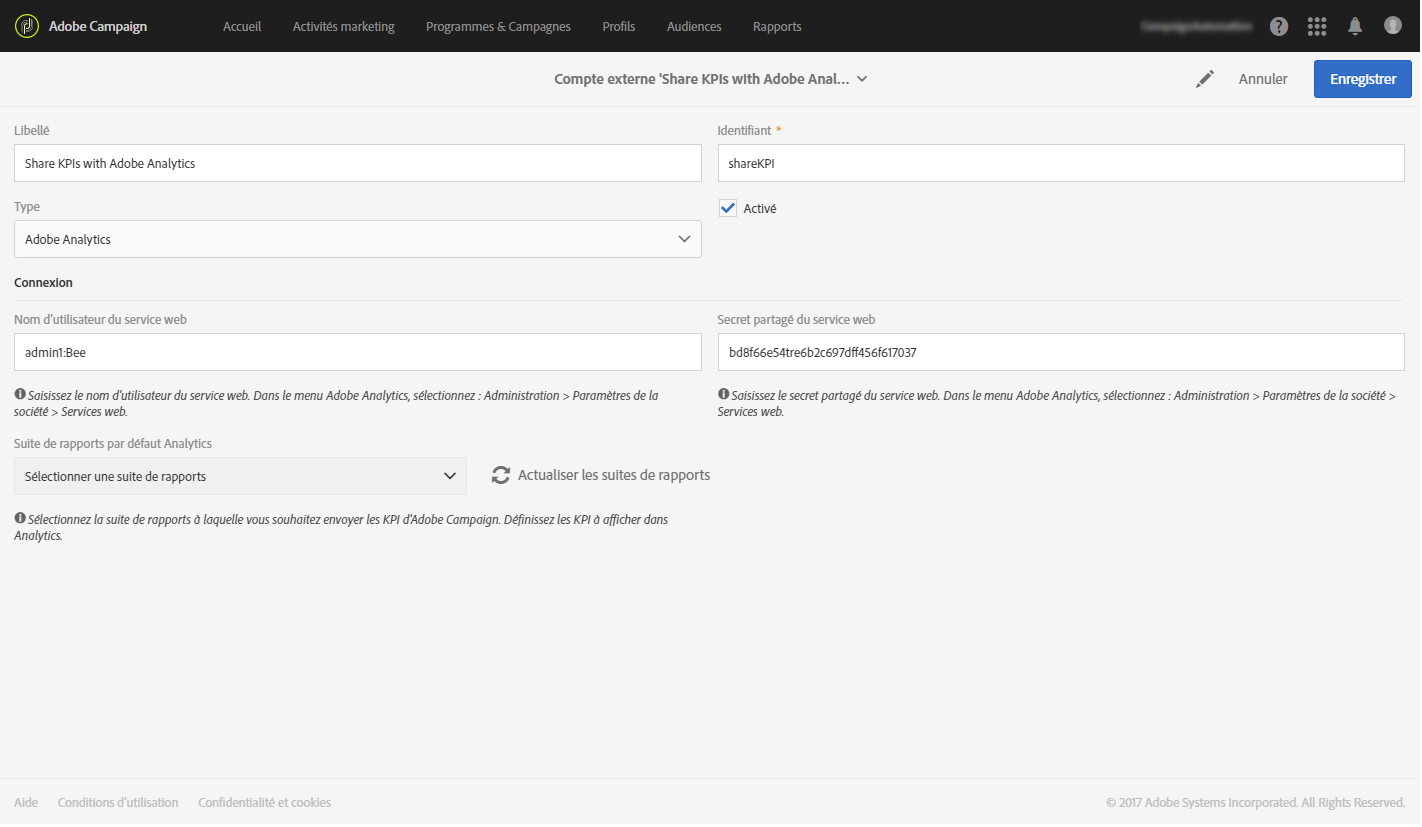 Adobe Campaign
Accueil
Activités marketing
Programmes & Campagnes
Profils
Audiences
Rapports
Compte externe 'Share KPIs with Adobe Anal...
Annuler
Enregistrer
Libellé
Identifiant *
Share KPIs with Adobe Analytics
shareKPI
Type
Activé
Adobe Analytics
Connexion
Nom d'utilisateur du service web
Secret partagé du service web
admin1:Bee
bd8f66e54tre6b2c697dff456f617037
Saisissez le nom d'utilisateur du service web. Dans le menu Adobe Analytics, sélectionnez : Administration > Paramètres de la
société > Services web.
Saisissez le secret partagé du service web. Dans le menu Adobe Analytics, sélectionnez : Administration > Paramètres de la société >
Services web.
Suite de rapports par défaut Analytics
Sélectionner une suite de rapports
Actualiser les suites de rapports
Sélectionnez la suite de rapports à laquelle vous souhaitez envoyer les KPI d'Adobe Campaign. Définissez les KPI à afficher dans
Analytics.
Aide
Conditions d'utilisation
Confidentialité et cookies
© 2017 Adobe Systems Incorporated. All Rights Reserved.